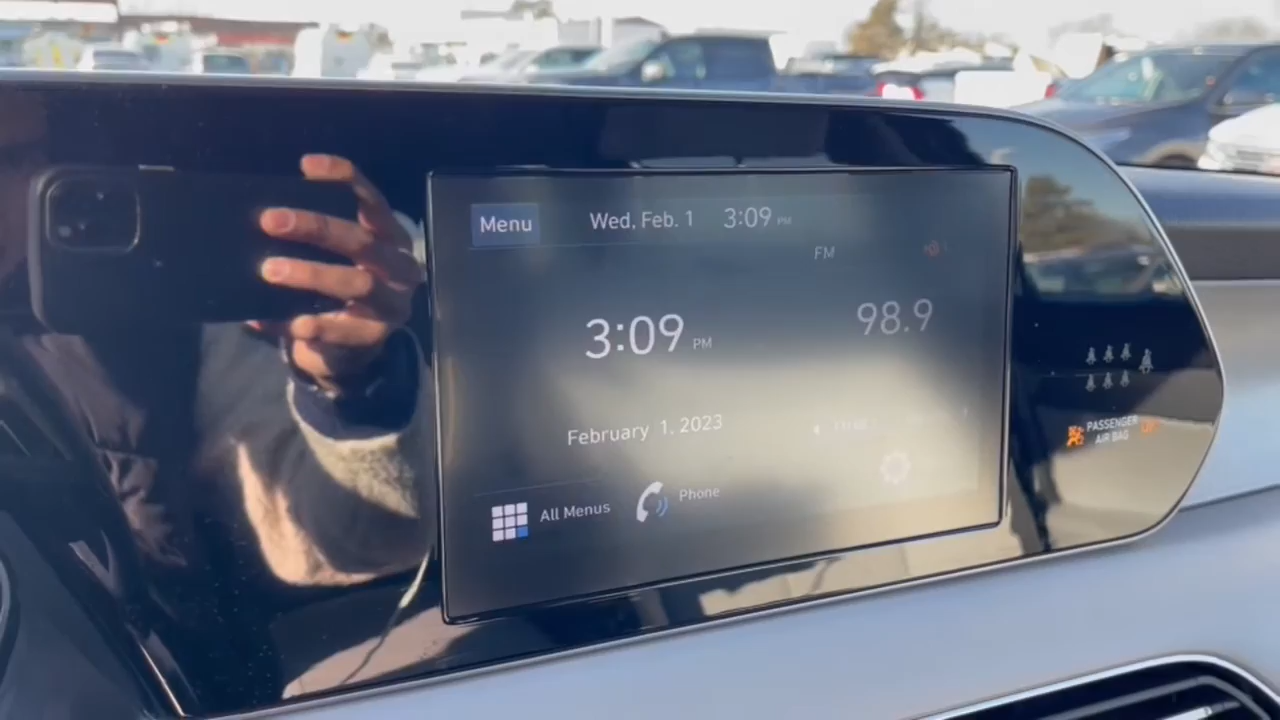 Menu
Wed, Feb. 1 3:09 PM
FM
3:09 PM
98.9
February 1, 2023
All Menus
Phone
PASSENGER
AIR BAG